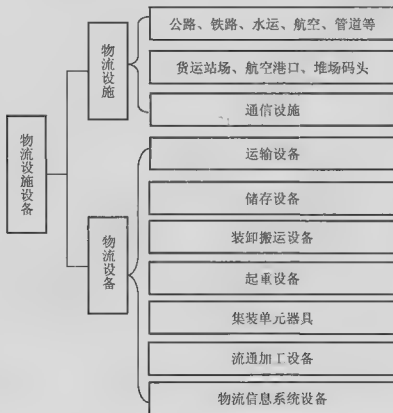 物流设施设备
物流设施
公路、铁路、水运、航空、管道等
货运站场、航空港口、堆场码头
通信设施
物流设备
运输设备
储存设备
装卸搬运设备
起重设备
集装单元器具
流通加工设备
物流信息系统设备